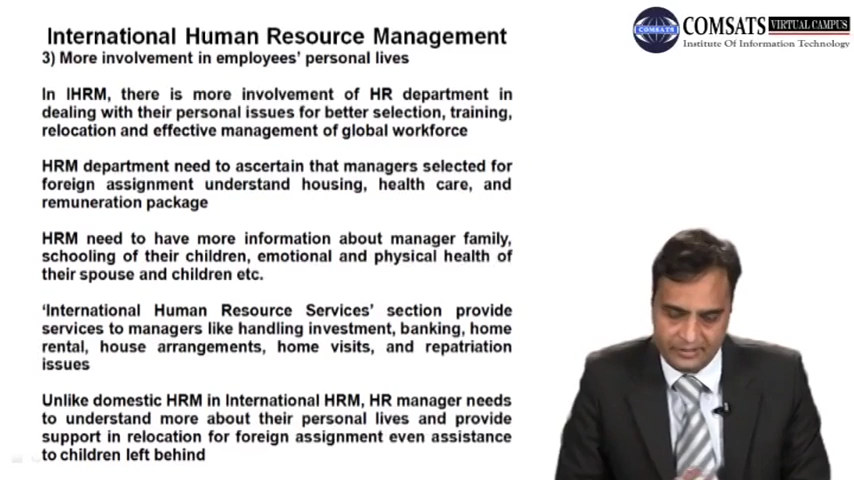 International Human Resource Management
3) More involvement in employees' personal lives
In IHRM, there is more involvement of HR department in
dealing with their personal issues for better selection, training,
relocation and effective management of global workforce
HRM department need to ascertain that managers selected for
foreign assignment understand housing, health care, and
remuneration package
HRM need to have more information about manager family,
schooling of their children, emotional and physical health of
their spouse and children etc.
'International Human Resource Services' section provide
services to managers like handling investment, banking, home
rental, house arrangements, home visits, and repatriation
issues
Unlike domestic HRM in International HRM, HR manager needs
to understand more about their personal lives and provide
support in relocation for foreign assignment even assistance
to children left behind
COMSATS
COMSATS VIRTUAL CAMPUS
Institute Of Information Technology